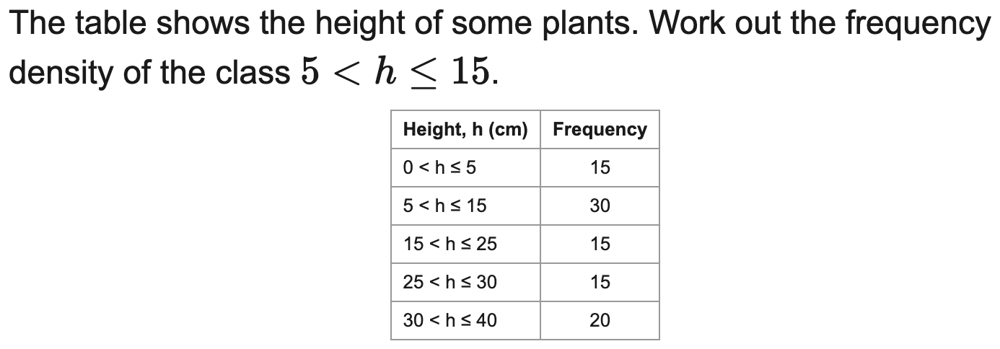 The table shows the height of some plants. Work out the frequency
density of the class 5 < h ≤ 15.
Height, h (cm) Frequency
0 < h ≤ 5 15
5 < h ≤ 15 30
15 < h ≤ 25 15
25 < h ≤ 30 15
30 < h ≤ 40 20